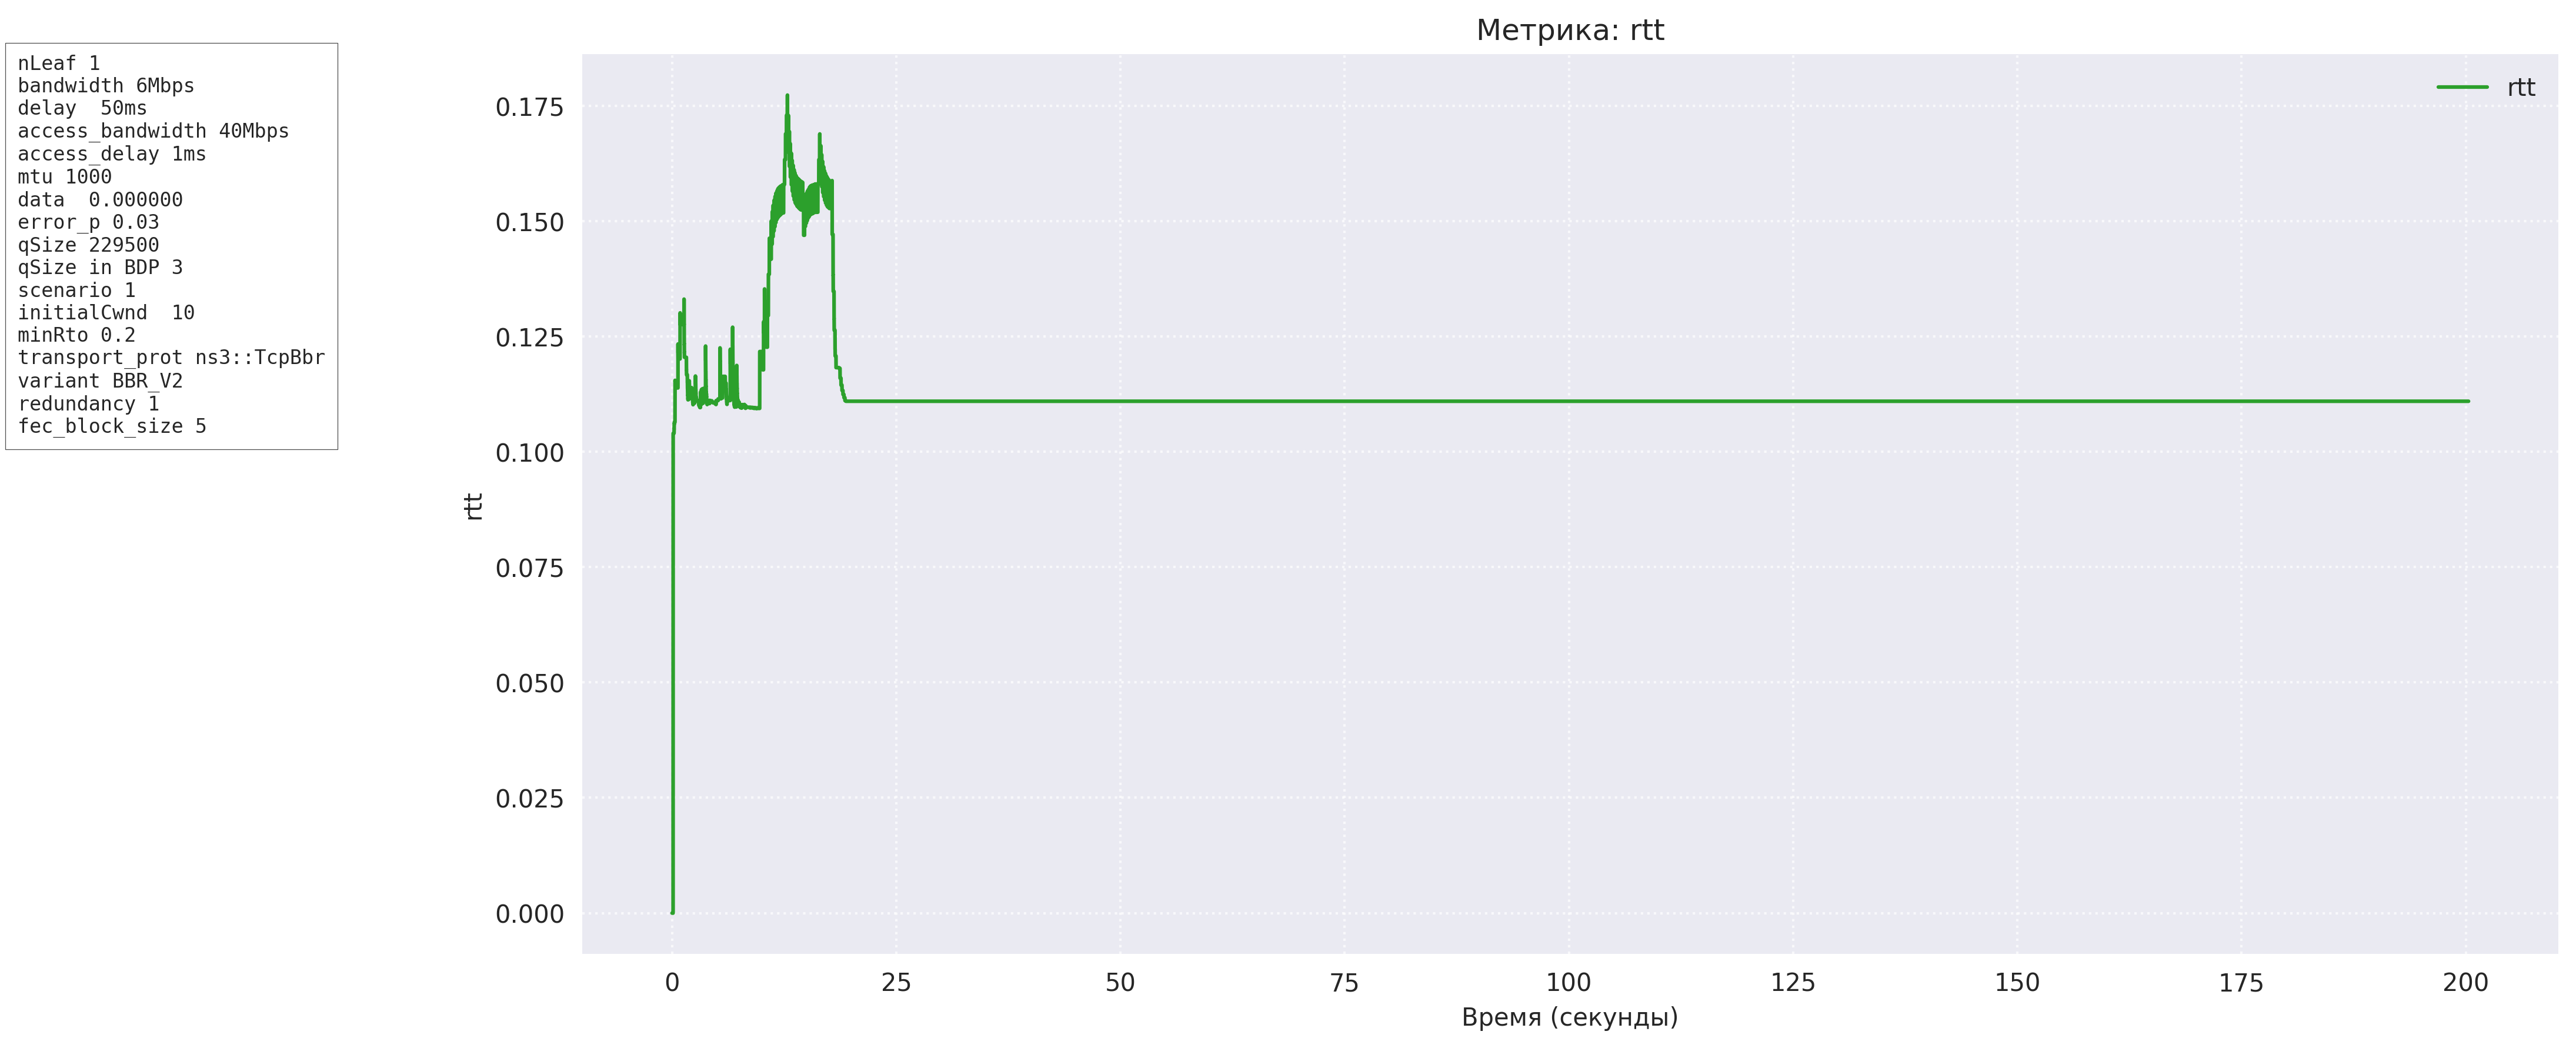 Метрика: rtt
nLeaf 1
bandwidth 6Mbps
delay  50ms
access_bandwidth 40Mbps
access_delay 1ms
mtu 1000
data  0.000000
error_p 0.03
qSize 229500
qSize in BDP 3
scenario 1
initialCwnd  10
minRto 0.2
transport_prot ns3::TcpBbr
variant BBR_V2
redundancy 1
fec_block_size 5
rtt
0.175
0.150
0.125
0.100
0.075
0.050
0.025
0.000
rtt
0 25 50 75 100 125 150 175 200
Время (секунды)